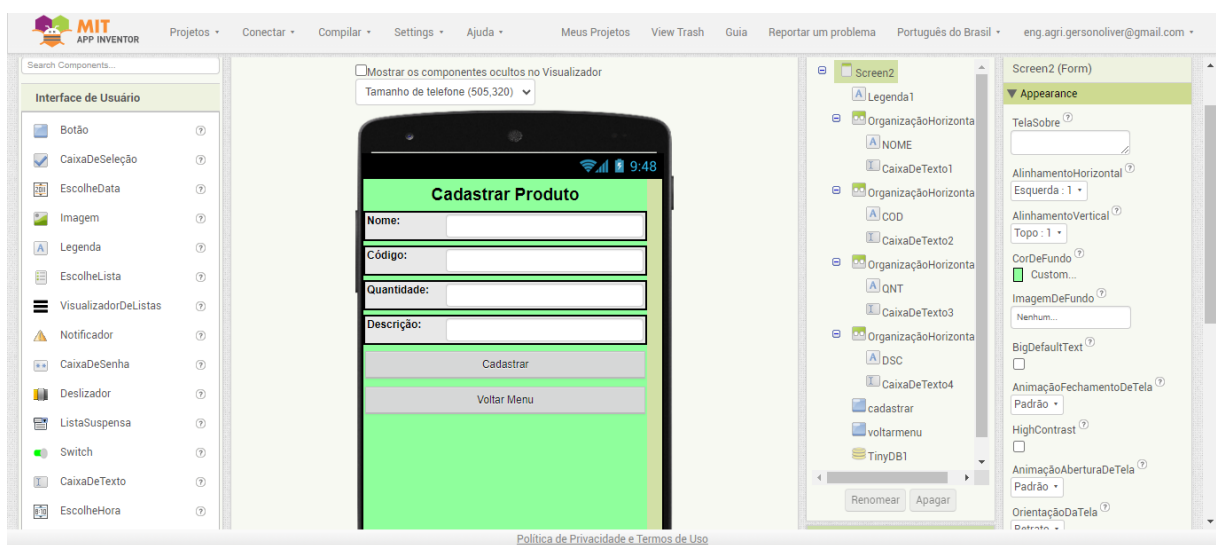 MIT
APP INVENTOR
Projetos
Conectar
Compilar
Settings
Ajuda
Meus Projetos
View Trash
Guia
Reportar um problema
Português do Brasil
eng.agri.gersonoliver@gmail.com
Search Components...
Interface de Usuário
Botão
CaixaDeSeleção
EscolheData
Imagem
Legenda
EscolheLista
VisualizadorDeListas
Notificador
CaixaDeSenha
Deslizador
ListaSuspensa
Switch
CaixaDeTexto
EscolheHora
Mostrar os componentes ocultos no Visualizador
Tamanho de telefone (505,320)
9:48
Cadastrar Produto
Nome:
Código:
Quantidade:
Descrição:
Cadastrar
Voltar Menu
Screen2
Legenda1
OrganizaçãoHorizonta
NOME
CaixaDeTexto1
OrganizaçãoHorizonta
COD
CaixaDeTexto2
OrganizaçãoHorizonta
QNT
CaixaDeTexto3
OrganizaçãoHorizonta
DSC
CaixaDeTexto4
cadastrar
voltarmenu
TinyDB1
Renomear
Apagar
Screen2 (Form)
Appearance
TelaSobre
AlinhamentoHorizontal
Esquerda : 1
AlinhamentoVertical
Topo : 1
CorDeFundo
Custom...
ImagemDeFundo
Nenhum...
BigDefaultText
AnimaçãoFechamentoDeTela
Padrão
HighContrast
AnimaçãoAberturaDeTela
Padrão
OrientaçãoDaTela
Retrato
Política de Privacidade e Termos de Uso